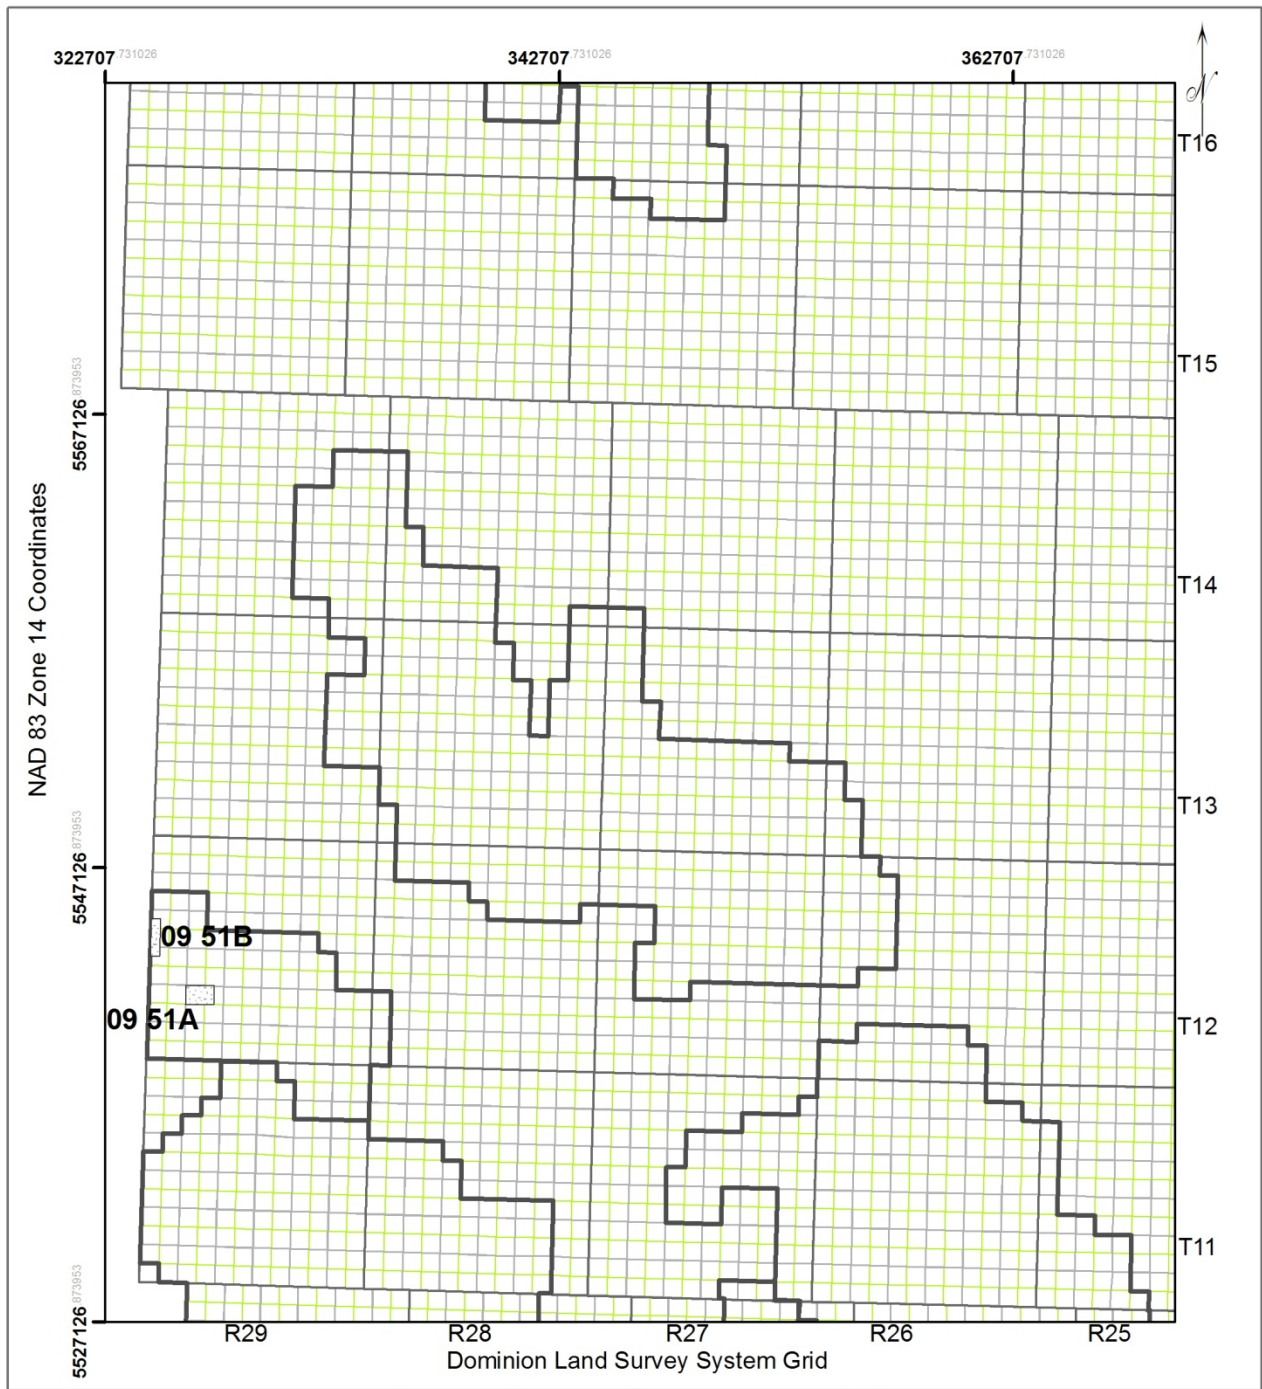 322707.731026 342707.731026 362707.731026
N
T16
T15
5567126.873953
T14
NAD 83 Zone 14 Coordinates
T13
5547126.873953
09 51B
09 51A
T12
T11
5527126.873953
R29 R28 R27 R26 R25
Dominion Land Survey System Grid